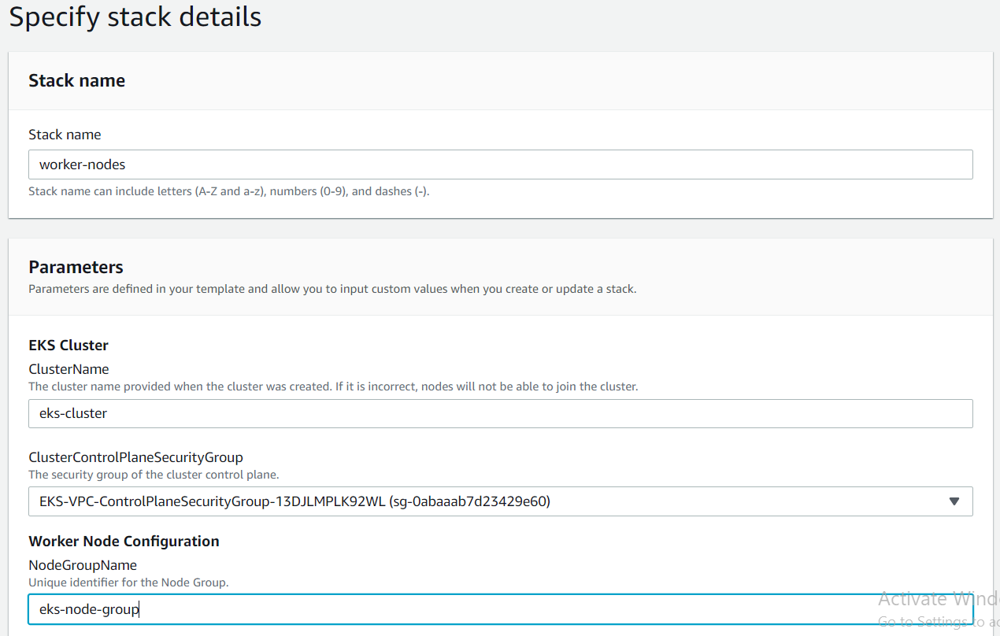 Specify stack details
Stack name
Stack name
worker-nodes
Stack name can include letters (A-Z and a-z), numbers (0-9), and dashes (-).
Parameters
Parameters are defined in your template and allow you to input custom values when you create or update a stack.
EKS Cluster
ClusterName
The cluster name provided when the cluster was created. If it is incorrect, nodes will not be able to join the cluster.
eks-cluster
ClusterControlPlaneSecurityGroup
The security group of the cluster control plane.
EKS-VPC-ControlPlaneSecurityGroup-13DJLMPLK92WL (sg-0abaaab7d23429e60)
Worker Node Configuration
NodeGroupName
Unique identifier for the Node Group.
eks-node-group
Activate Wind
Go to Settings to ac